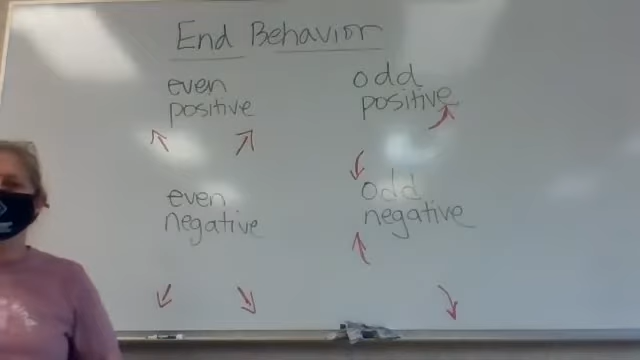 End Behavior
even
positive
odd
positive
even
negative
odd
negative